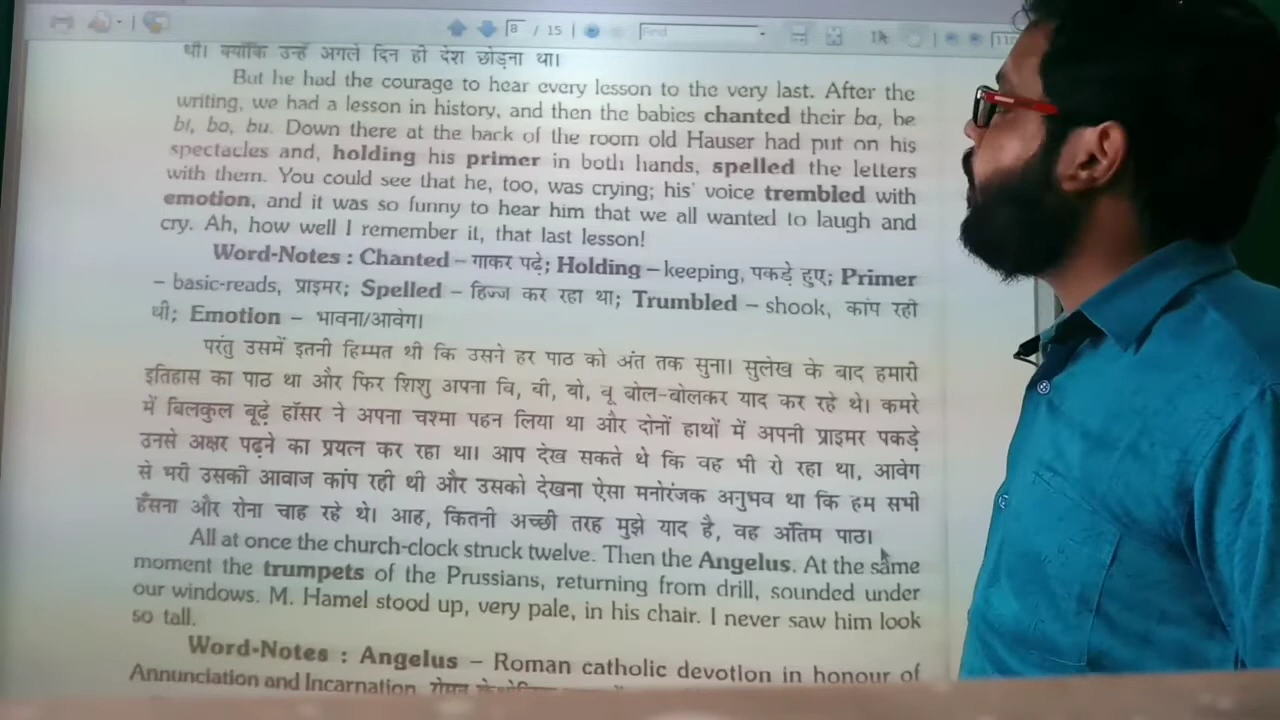 8 / 15 Find
थी। क्योंकि उन्हें अगले दिन ही देश छोड़ना था।
But he had the courage to hear every lesson to the very last. After the
writing, we had a lesson in history, and then the babies chanted their ba, be
bi, bo, bu. Down there at the back of the room old Hauser had put on his
spectacles and, holding his primer in both hands, spelled the letters
with them. You could see that he, too, was crying; his' voice trembled with
emotion, and it was so funny to hear him that we all wanted to laugh and
cry. Ah, how well I remember it, that last lesson!
Word-Notes : Chanted – गाकर पढ़े; Holding – keeping, पकड़े हुए; Primer
– basic-reads, प्राइमर; Spelled – हिज्ज कर रहा था; Trumbled – shook, कांप रही
थी; Emotion – भावना/आवेग।
परंतु उसमें इतनी हिम्मत थी कि उसने हर पाठ को अंत तक सुना। सुलेख के बाद हमारी
इतिहास का पाठ था और फिर शिशु अपना वि, वी, वो, वू बोल-बोलकर याद कर रहे थे। कमरे
में बिलकुल बूढ़े हॉसर ने अपना चश्मा पहन लिया था और दोनों हाथों में अपनी प्राइमर पकड़े
उनसे अक्षर पढ़ने का प्रयत्न कर रहा था। आप देख सकते थे कि वह भी रो रहा था, आवेग
से भरी उसकी आवाज कांप रही थी और उसको देखना ऐसा मनोरंजक अनुभव था कि हम सभी
हँसना और रोना चाह रहे थे। आह, कितनी अच्छी तरह मुझे याद है, वह अंतिम पाठ।
All at once the church-clock struck twelve. Then the Angelus. At the same
moment the trumpets of the Prussians, returning from drill, sounded under
our windows. M. Hamel stood up, very pale, in his chair. I never saw him look
so tall.
Word-Notes : Angelus – Roman catholic devotion in honour of
Annunciation and Incarnation, रोमन